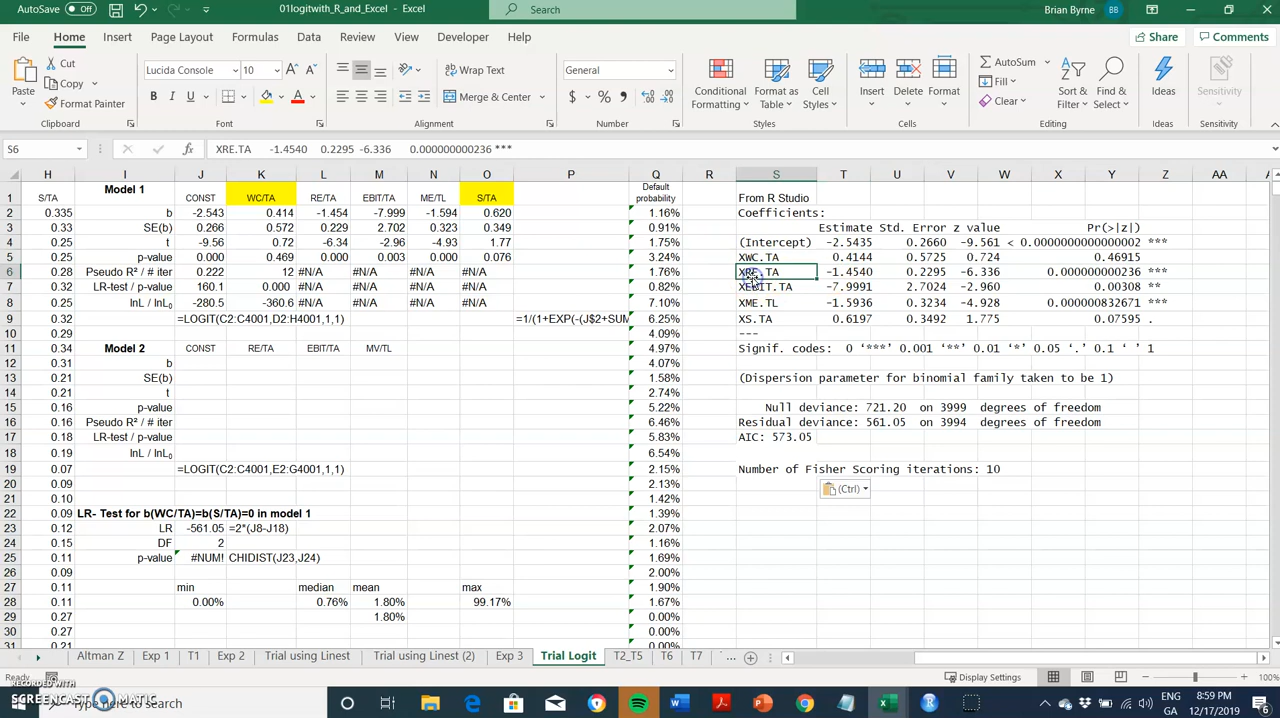 AutoSave Off 01logitwith_R_and_Excel - Excel Search Brian Byrne BB
File Home Insert Page Layout Formulas Data Review View Developer Help Share Comments
Cut Lucida Console 10 Wrap Text General AutoSum
Copy Fill
Paste Format Painter B I U Merge & Center $ % Conditional Formatting Format as Table Cell Styles Insert Delete Format Clear Sort & Filter Find & Select Ideas Sensitivity
Clipboard Font Alignment Number Styles Cells Editing Ideas Sensitivity
S6 fx XRE.TA -1.4540 0.2295 -6.336 0.000000000236 ***
H I J K L M N O P Q R S T U V W X Y Z AA
1 S/TA Model 1 CONST WC/TA RE/TA EBIT/TA ME/TL S/TA Default probability From R Studio
2 0.335 b -2.543 0.414 -1.454 -7.999 -1.594 0.620 1.16% Coefficients:
3 0.33 SE(b) 0.266 0.572 0.229 2.702 0.323 0.349 0.91% Estimate Std. Error z value Pr(>|z|)
4 0.25 t -9.56 0.72 -6.34 -2.96 -4.93 1.77 1.75% (Intercept) -2.5435 0.2660 -9.561 < 0.0000000000000002 ***
5 0.25 p-value 0.000 0.469 0.000 0.003 0.000 0.076 3.24% XWC.TA 0.4144 0.5725 0.724 0.46915
6 0.28 Pseudo R² / # iter 0.222 12 #N/A #N/A #N/A #N/A 1.76% XRE.TA -1.4540 0.2295 -6.336 0.000000000236 ***
7 0.32 LR-test / p-value 160.1 0.000 #N/A #N/A #N/A #N/A 0.82% XEBIT.TA -7.9991 2.7024 -2.960 0.00308 **
8 0.25 lnL / lnL₀ -280.5 -360.6 #N/A #N/A #N/A #N/A 7.10% XME.TL -1.5936 0.3234 -4.928 0.000000832671 ***
9 0.32 =LOGIT(C2:C4001,D2:H4001,1,1) =1/(1+EXP(-(J$2+SUM 6.25% XS.TA 0.6197 0.3492 1.775 0.07595 .
10 0.29 4.09% ---
11 0.34 Model 2 CONST RE/TA EBIT/TA MV/TL 4.97% Signif. codes: 0 ‘***’ 0.001 ‘**’ 0.01 ‘*’ 0.05 ‘.’ 0.1 ‘ ’ 1
12 0.31 b 4.07%
13 0.21 SE(b) 1.58% (Dispersion parameter for binomial family taken to be 1)
14 0.21 t 2.74%
15 0.16 p-value 5.22% Null deviance: 721.20 on 3999 degrees of freedom
16 0.16 Pseudo R² / # iter 6.46% Residual deviance: 561.05 on 3994 degrees of freedom
17 0.18 LR-test / p-value 5.83% AIC: 573.05
18 0.19 lnL / lnL₀ 6.54%
19 0.07 =LOGIT(C2:C4001,E2:G4001,1,1) 2.15% Number of Fisher Scoring iterations: 10
20 0.09 2.13% (Ctrl)
21 0.10 1.42%
22 0.09 LR- Test for b(WC/TA)=b(S/TA)=0 in model 1 1.39%
23 0.12 LR -561.05 =2*(J8-J18) 2.07%
24 0.15 DF 2 1.16%
25 0.11 p-value #NUM! CHIDIST(J23,J24) 1.69%
26 0.09 2.00%
27 0.11 min median mean max 1.90%
28 0.11 0.00% 0.76% 1.80% 99.17% 1.67%
29 0.27 1.80% 0.00%
30 0.21 0.00%
31 0.21 0.00%
Altman Z Exp 1 T1 Exp 2 Trial using Linest Trial using Linest (2) Exp 3 Trial Logit T2_T5 T6 T7 ...
Ready Display Settings 100%
RECORDED WITH
SCREENCAST MATIC
Type here to search
ENG 8:59 PM
GA 12/17/2019 6